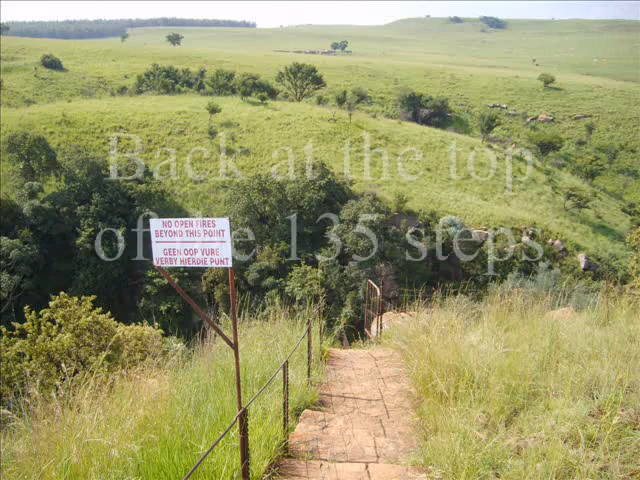 Back at the top
of the 135 steps
NO OPEN FIRES
BEYOND THIS POINT
GEEN OOP VURE
VERBY HIERDIE PUNT